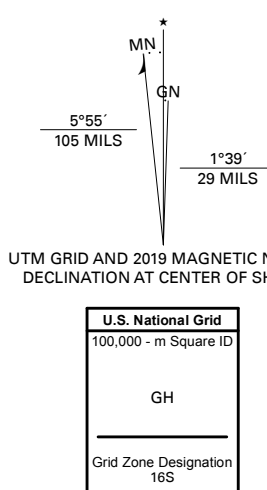 ★
MN
GN
5°55´
105 MILS
1°39´
29 MILS
UTM GRID AND 2019 MAGNETIC N
DECLINATION AT CENTER OF SH
U.S. National Grid
100,000 - m Square ID
GH
Grid Zone Designation
16S